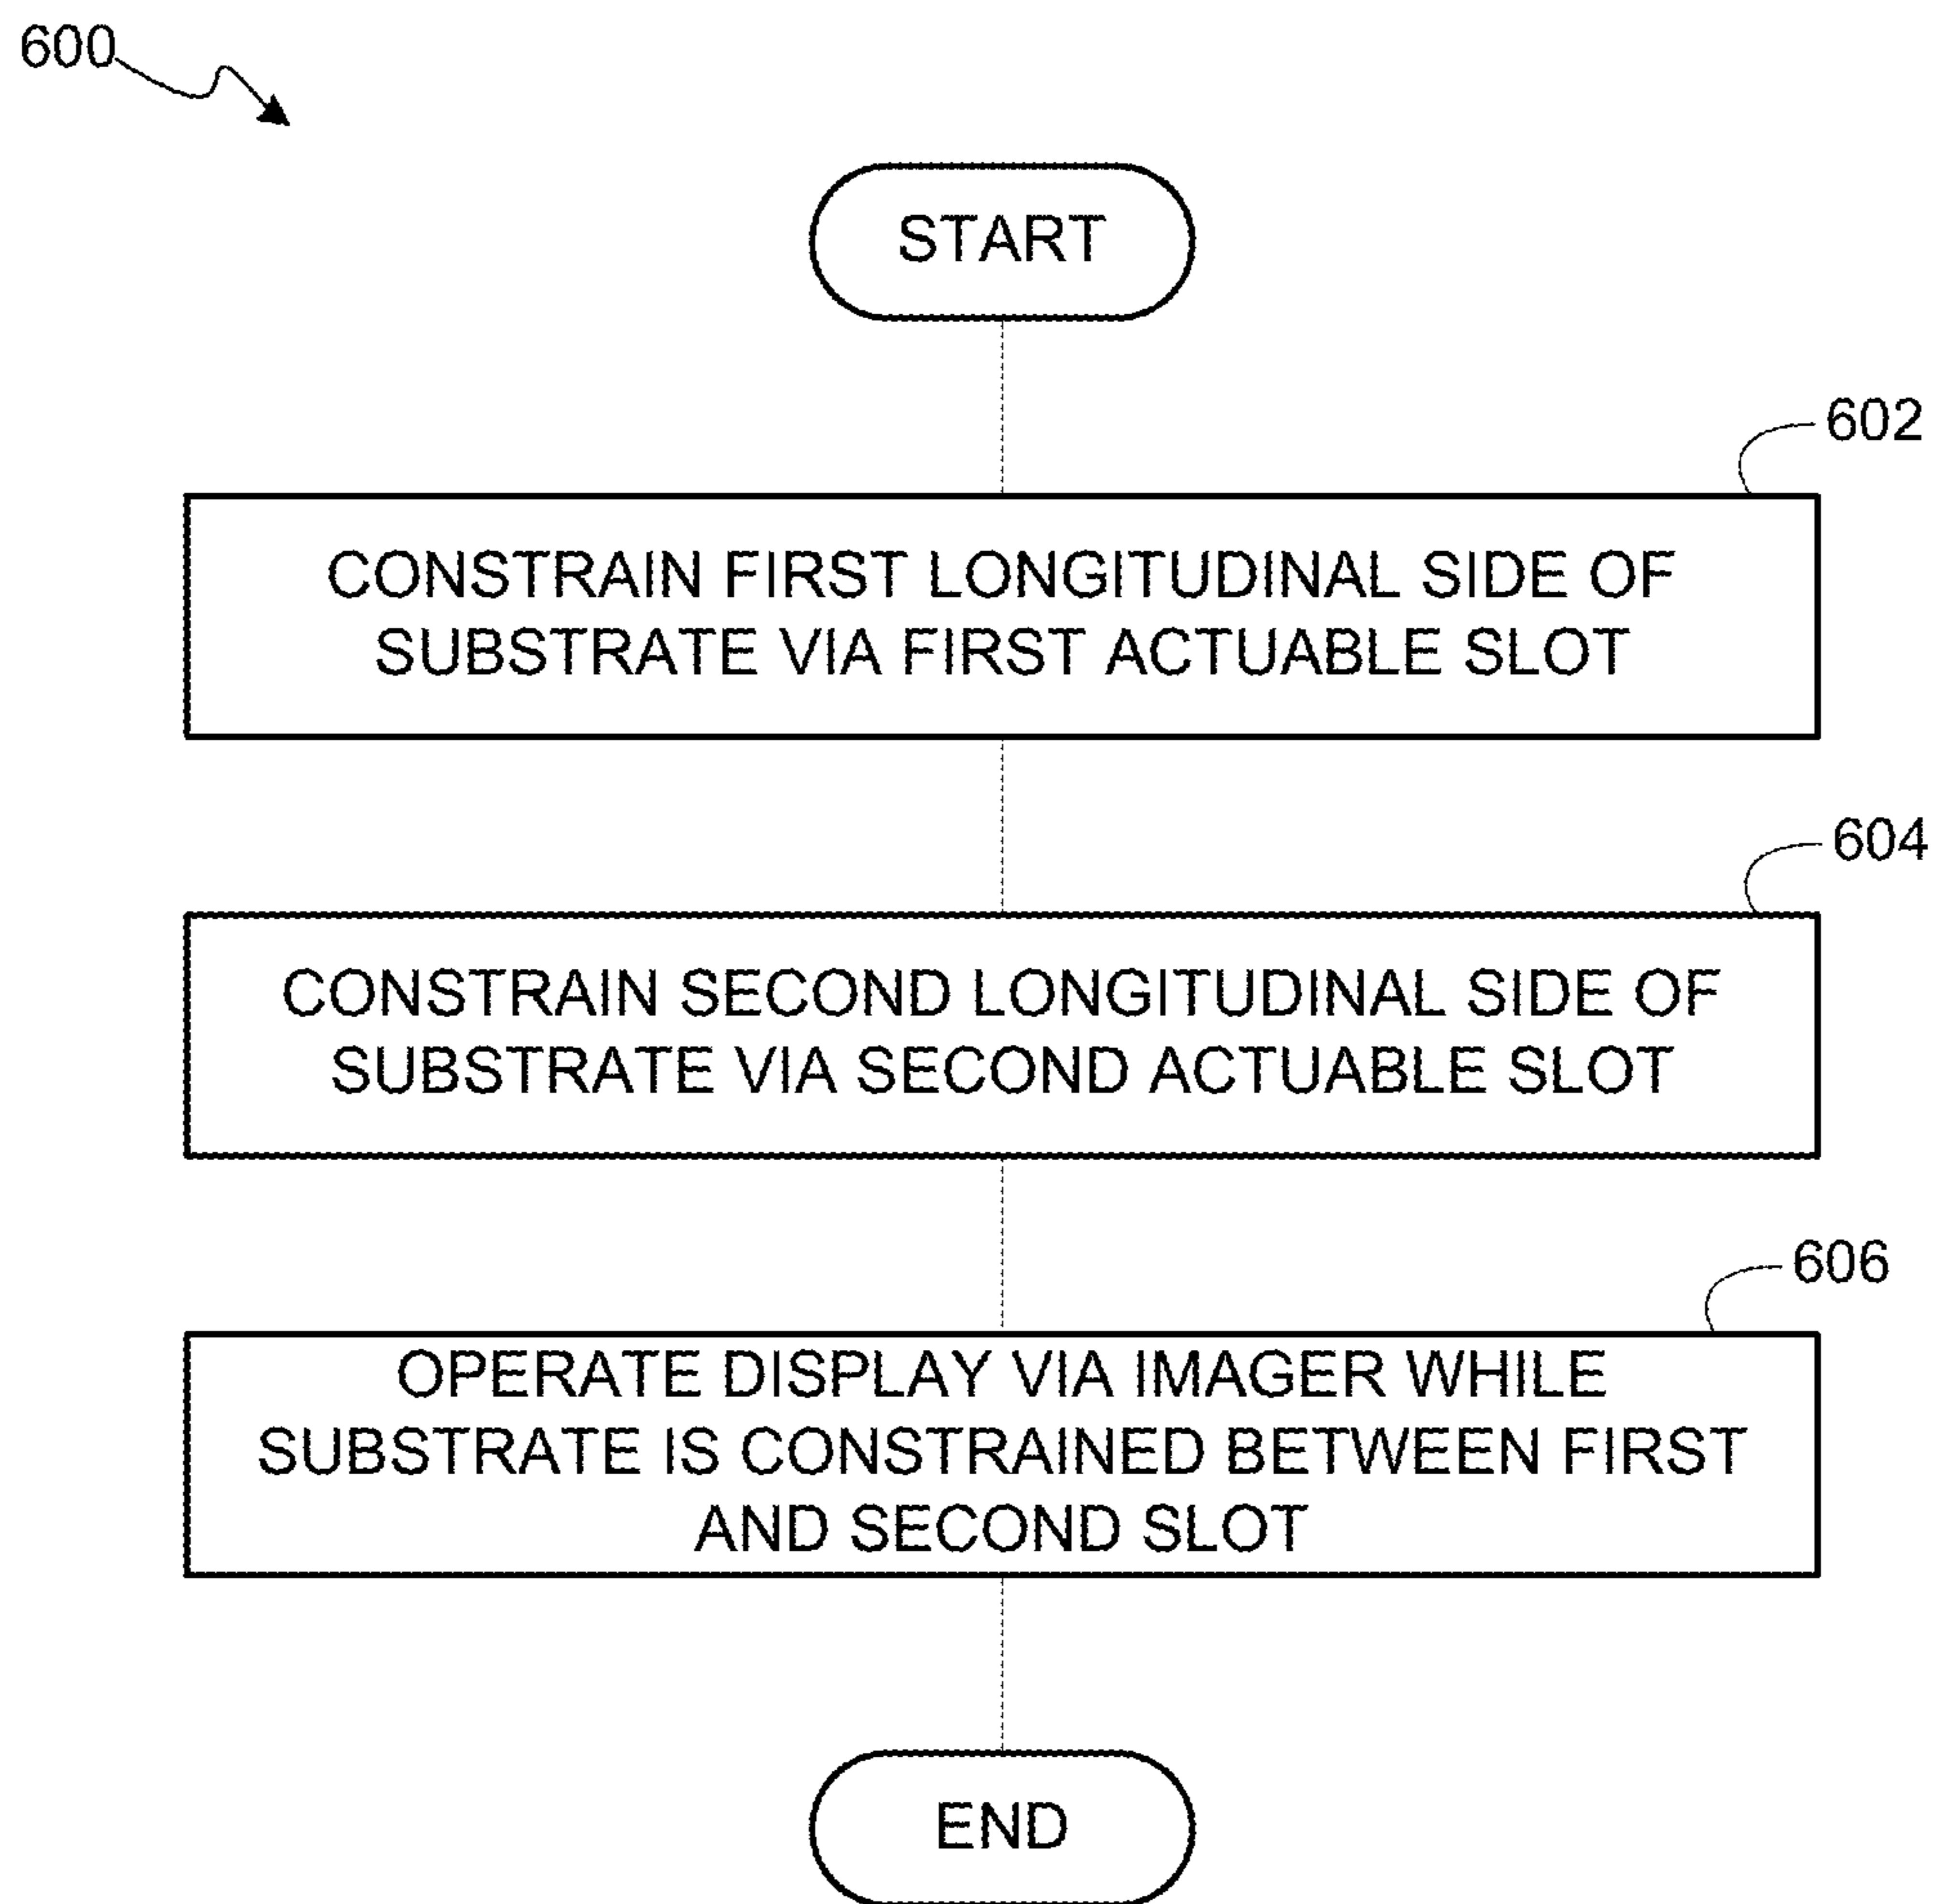 600
START
602
CONSTRAIN FIRST LONGITUDINAL SIDE OF
SUBSTRATE VIA FIRST ACTUABLE SLOT
604
CONSTRAIN SECOND LONGITUDINAL SIDE OF
SUBSTRATE VIA SECOND ACTUABLE SLOT
606
OPERATE DISPLAY VIA IMAGER WHILE
SUBSTRATE IS CONSTRAINED BETWEEN FIRST
AND SECOND SLOT
END